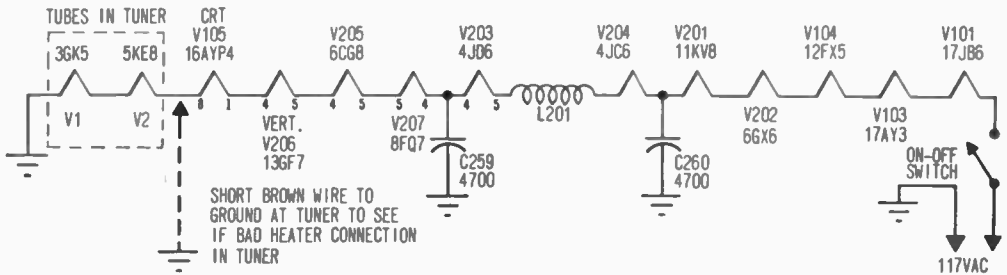 TUBES IN TUNER
3GK5
5KE8
V1
V2
CRT
V105
16AYP4
8
1
4
5
VERT.
V206
13GF7
V205
6CG8
4
5
5
4
V207
8FQ7
V203
4JD6
4
5
C259
4700
L201
V204
4JC6
C260
4700
V201
11KV8
V202
6GX6
V104
12FX5
V103
17AY3
V101
17JB6
ON-OFF
SWITCH
117VAC
SHORT BROWN WIRE TO
GROUND AT TUNER TO SEE
IF BAD HEATER CONNECTION
IN TUNER